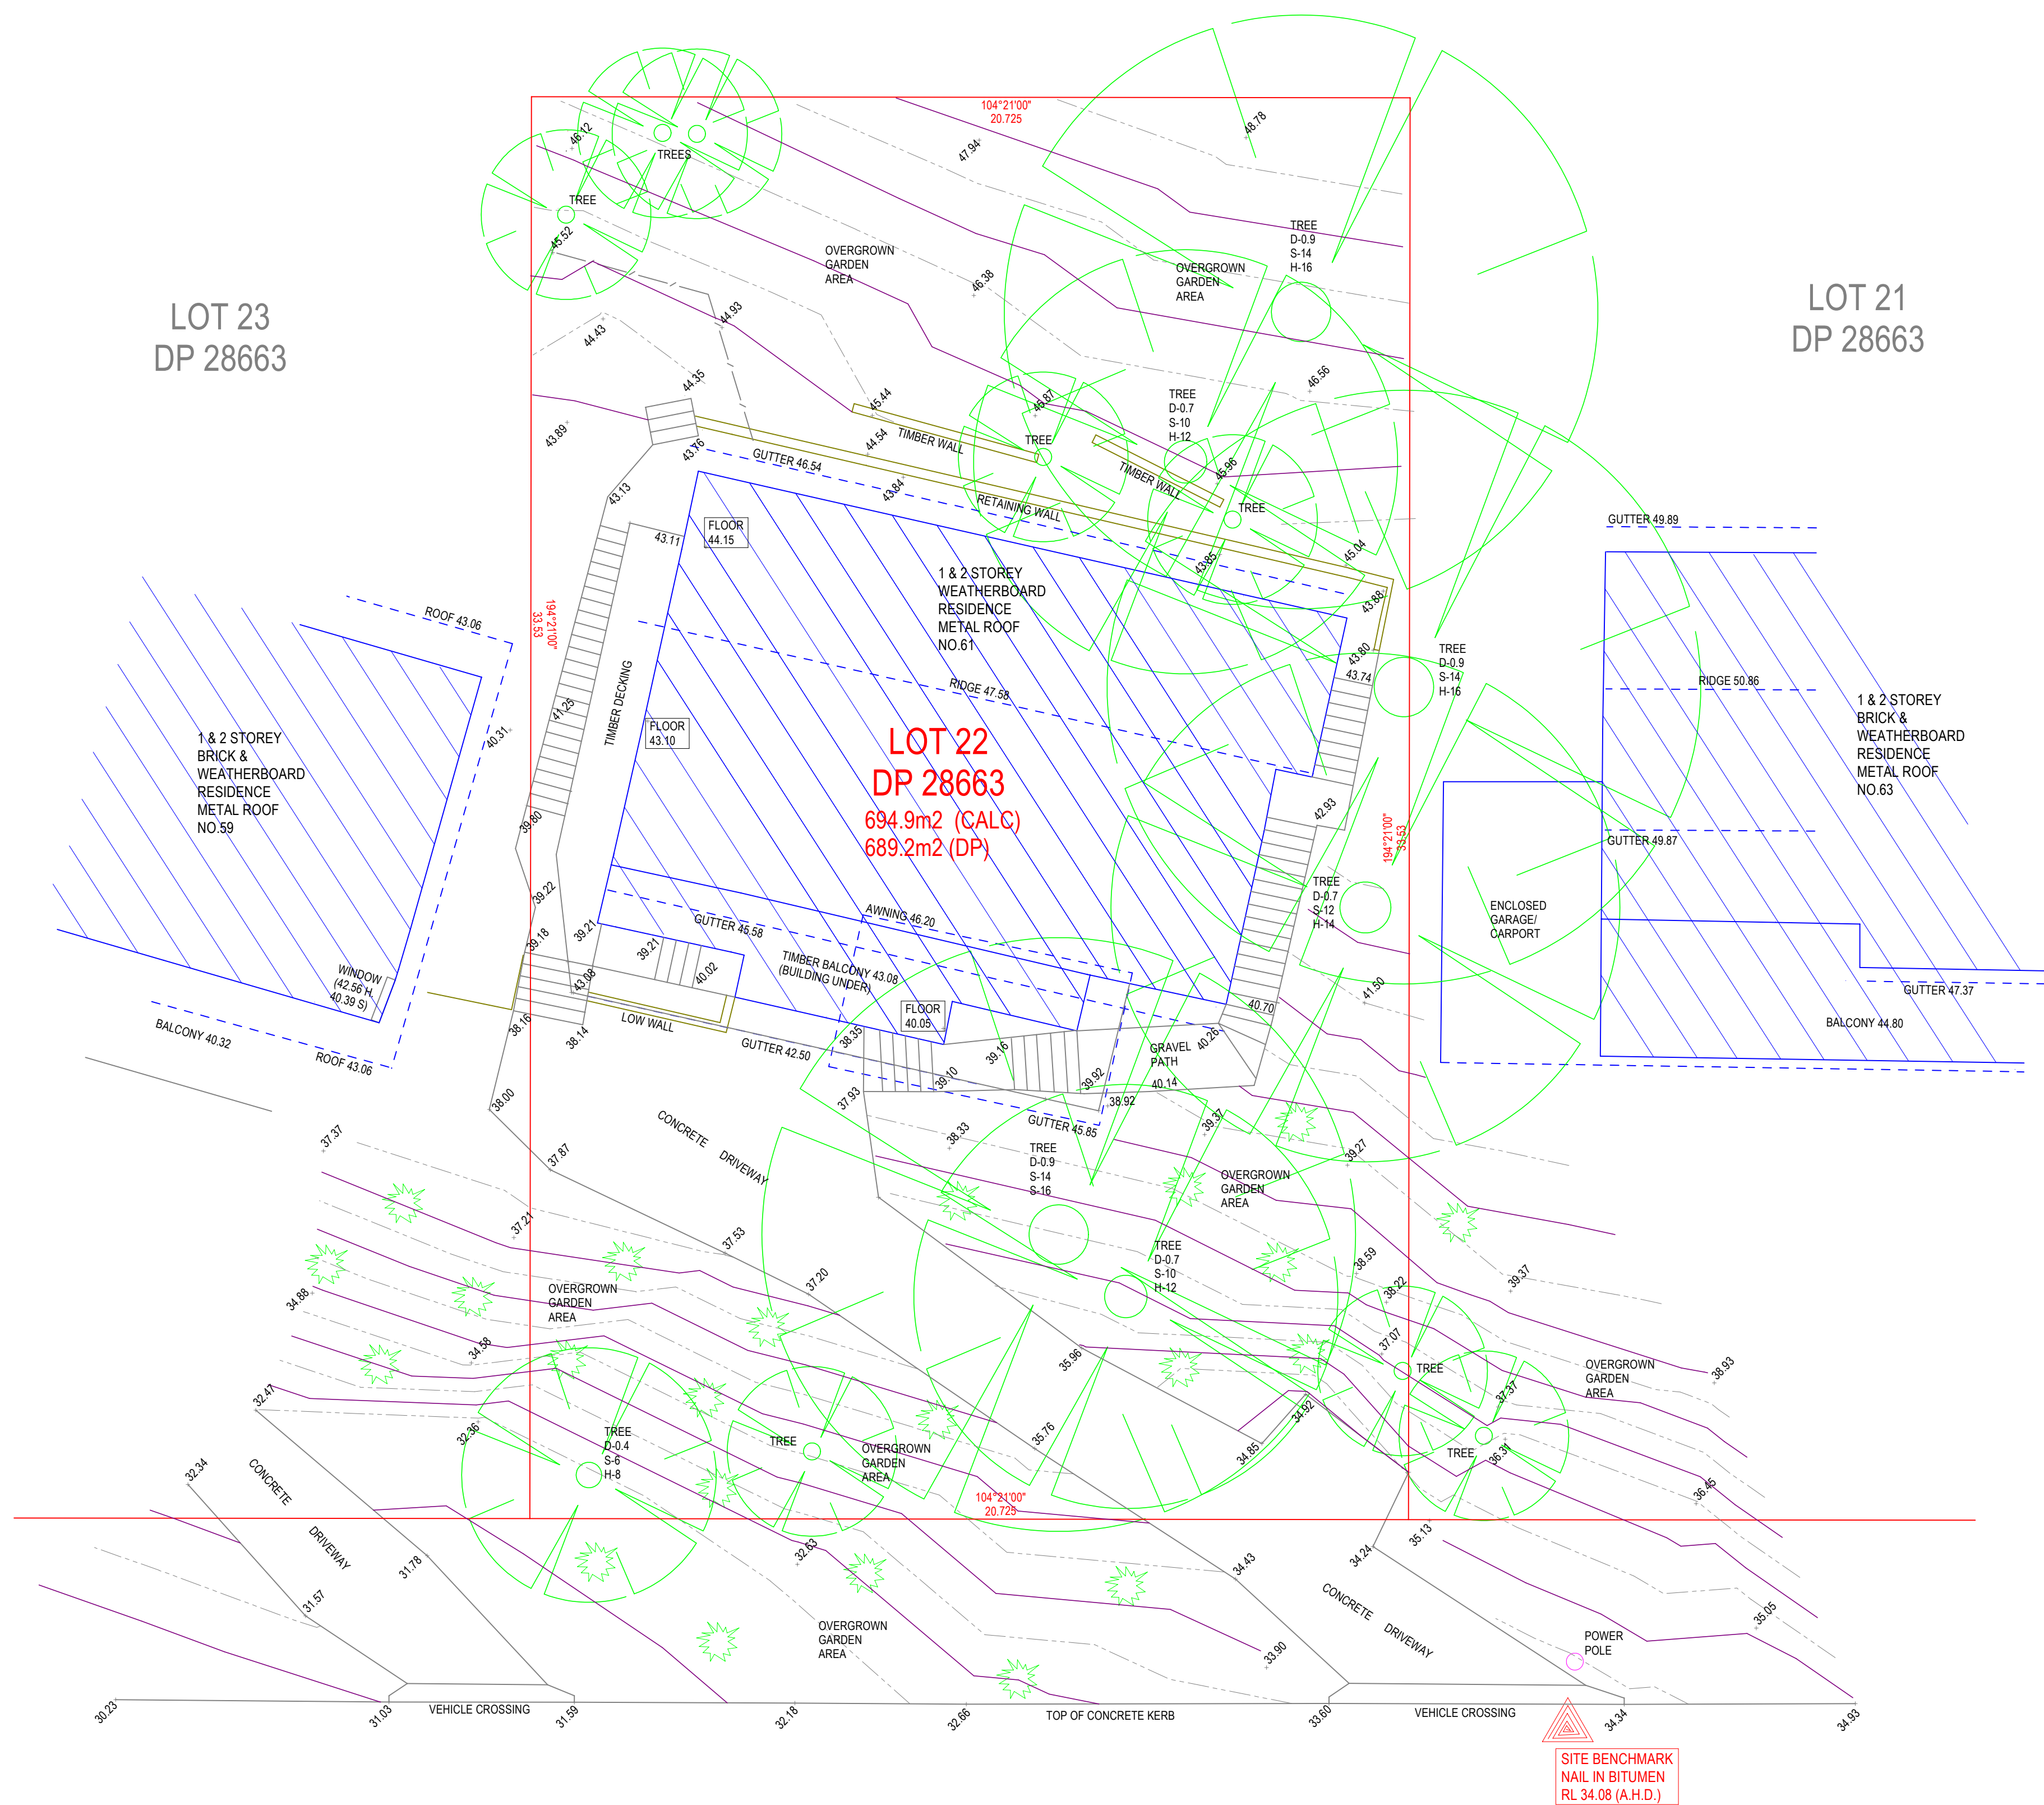 104°21'00"
20.725
48.78
46.12
47.94
TREES
TREE
45.52
TREE
D-0.9
S-14
H-16
OVERGROWN
GARDEN
AREA
OVERGROWN
GARDEN
AREA
46.38
LOT 23
DP 28663
LOT 21
DP 28663
44.93
44.43
44.35
46.56
45.44
45.87
TREE
D-0.7
S-10
H-12
43.89
43.76
44.54
TIMBER WALL
TREE
GUTTER 46.54
TIMBER WALL
45.96
43.13
43.84
RETAINING WALL
TREE
GUTTER 49.89
FLOOR
44.15
43.11
45.04
43.85
1 & 2 STOREY
WEATHERBOARD
RESIDENCE
METAL ROOF
NO.61
43.88
ROOF 43.06
194°21'00"
33.53
43.80
43.74
TREE
D-0.9
S-14
H-16
RIDGE 47.58
RIDGE 50.86
TIMBER DECKING
41.25
FLOOR
43.10
40.31
1 & 2 STOREY
BRICK &
WEATHERBOARD
RESIDENCE
METAL ROOF
NO.59
LOT 22
DP 28663
694.9m2 (CALC)
689.2m2 (DP)
1 & 2 STOREY
BRICK &
WEATHERBOARD
RESIDENCE
METAL ROOF
NO.63
42.93
39.80
194°21'00"
33.53
GUTTER 49.87
39.22
TREE
D-0.7
S-12
H-14
ENCLOSED
GARAGE/
CARPORT
AWNING 46.20
39.21
GUTTER 45.58
39.18
39.21
40.02
TIMBER BALCONY 43.08
(BUILDING UNDER)
WINDOW
(42.56 H.
40.39 S)
43.08
41.50
GUTTER 47.37
FLOOR
40.05
40.70
38.16
LOW WALL
38.14
BALCONY 40.32
ROOF 43.06
GUTTER 42.50
38.35
39.16
GRAVEL
PATH
40.26
BALCONY 44.80
39.10
39.92
40.14
37.93
38.92
38.00
GUTTER 45.85
39.37
CONCRETE
DRIVEWAY
37.37
38.33
37.87
TREE
D-0.9
S-14
S-16
39.27
OVERGROWN
GARDEN
AREA
37.21
37.53
TREE
D-0.7
S-10
H-12
38.59
37.20
39.37
38.22
OVERGROWN
GARDEN
AREA
34.88
37.07
34.58
35.96
TREE
OVERGROWN
GARDEN
AREA
38.93
37.37
32.47
34.92
32.36
TREE
D-0.4
S-6
H-8
TREE
35.76
34.85
TREE
36.31
OVERGROWN
GARDEN
AREA
32.34
CONCRETE
DRIVEWAY
104°21'00"
20.725
36.45
35.13
32.63
31.78
34.43
34.24
31.57
CONCRETE
DRIVEWAY
35.05
OVERGROWN
GARDEN
AREA
33.90
POWER
POLE
30.23
31.03
VEHICLE CROSSING
31.59
32.18
32.66
TOP OF CONCRETE KERB
33.60
VEHICLE CROSSING
34.34
34.93
SITE BENCHMARK
NAIL IN BITUMEN
RL 34.08 (A.H.D.)